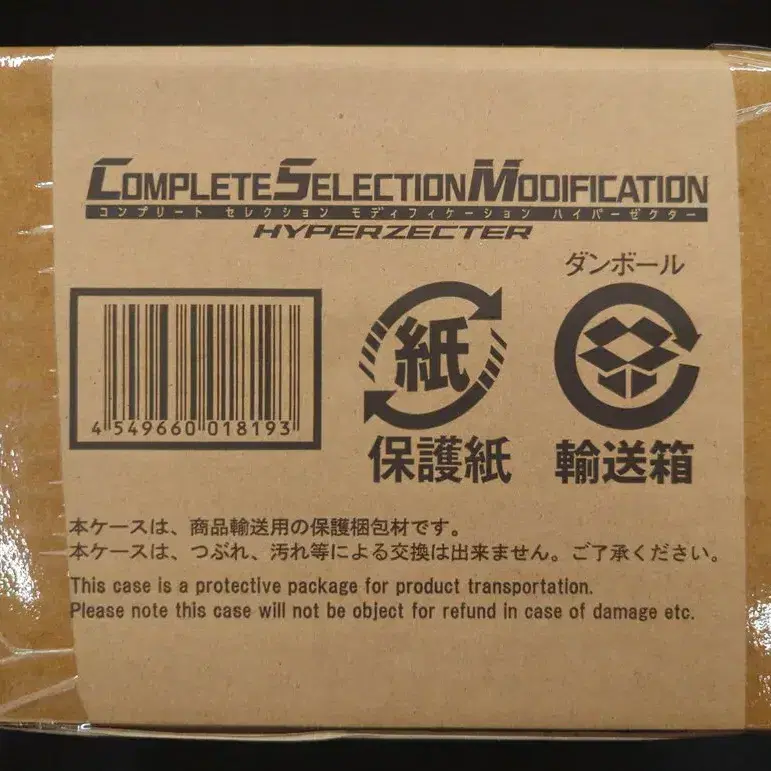 COMPLETE SELECTION MODIFICATION
コンプリート セレクション モディフィケーション ハイパーゼクター
HYPERZECTER
ダンボール
紙
4 549660 018193
保護紙
輸送箱
本ケースは、商品輸送用の保護梱包材です。
本ケースは、つぶれ、汚れ等による交換は出来ません。ご了承ください。
This case is a protective package for product transportation.
Please note this case will not be object for refund in case of damage etc.